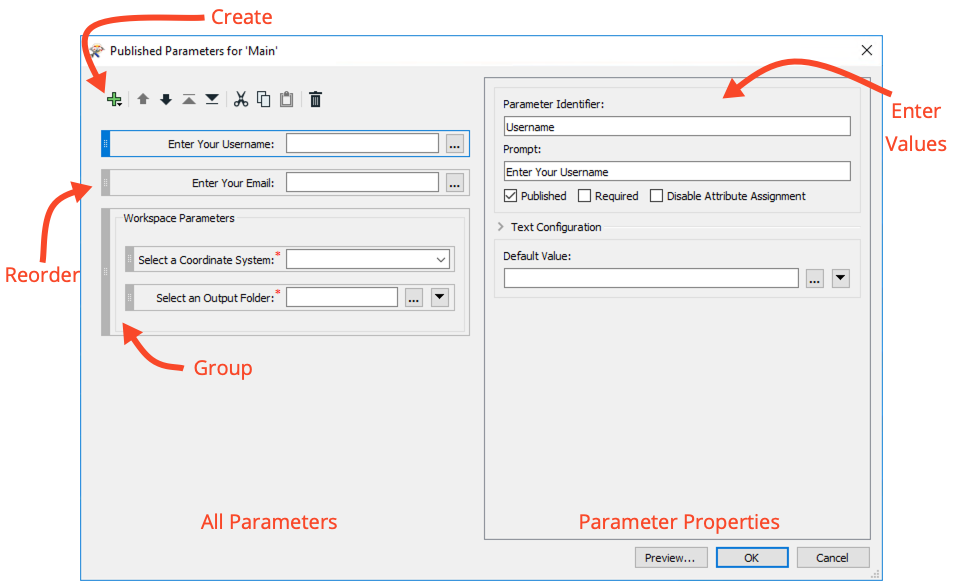 Create
Published Parameters for 'Main'
Enter
Values
Parameter Identifier:
Username
Prompt:
Enter Your Username
Published Required Disable Attribute Assignment
Text Configuration
Default Value:
...
Enter Your Username: ...
Enter Your Email: ...
Reorder
Workspace Parameters
Select a Coordinate System:*
Select an Output Folder:* ...
Group
All Parameters
Parameter Properties
Preview... OK Cancel